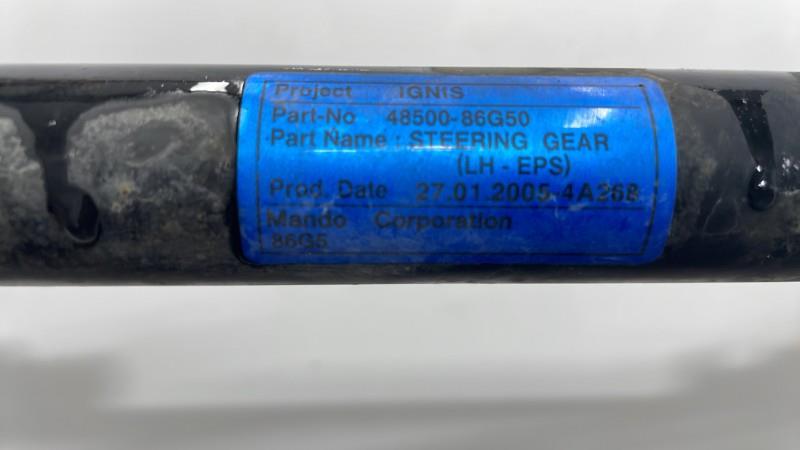 Project IGNIS
Part-No 48500-86G50
Part Name : STEERING GEAR
(LH - EPS)
Prod. Date 27.01.2005-4A268
Mando Corporation
86G5